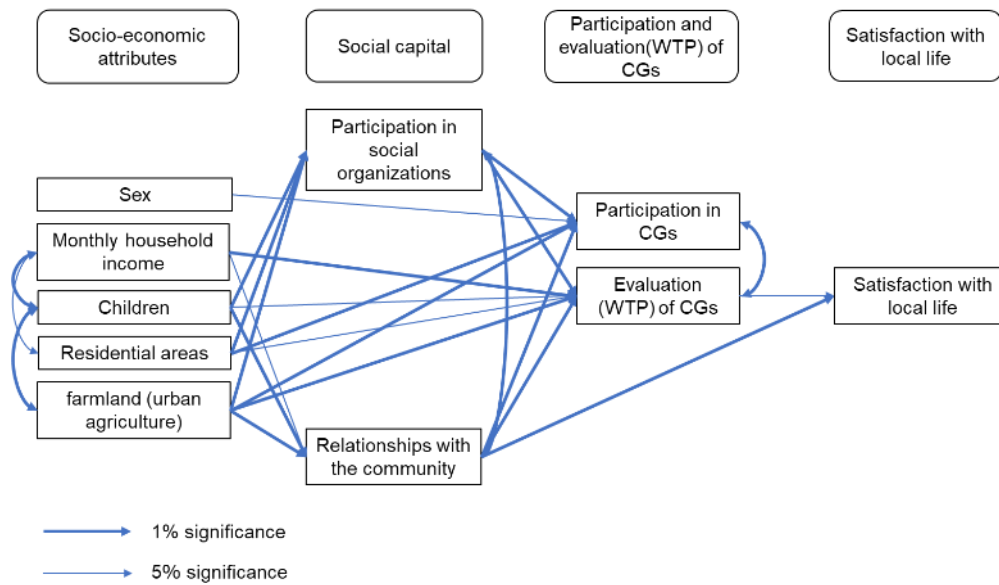 Socio-economic
attributes
Social capital
Participation and
evaluation(WTP) of
CGs
Satisfaction with
local life
Participation in
social
organizations
Sex
Monthly household
income
Children
Residential areas
farmland (urban
agriculture)
Relationships with
the community
Participation in
CGs
Evaluation
(WTP) of CGs
Satisfaction with
local life
1% significance
5% significance